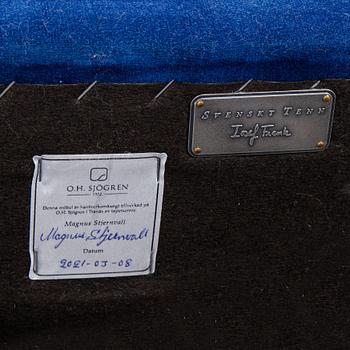 SVENSKT TENN
Josef Frank
O.H. SJÖGREN
Denna möbel är hantverksmässigt tillverkad på
O.H. Sjögren i Tranås av tapetserare:
Magnus Stjernvall
Magnus Stjernvall
Datum
2021-03-08